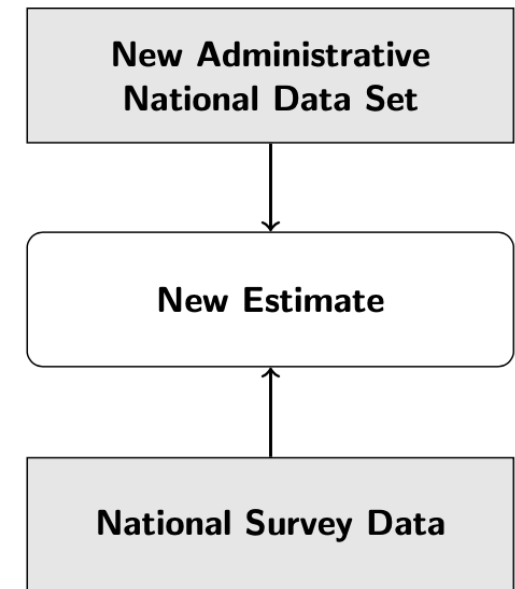 New Administrative
National Data Set
New Estimate
National Survey Data